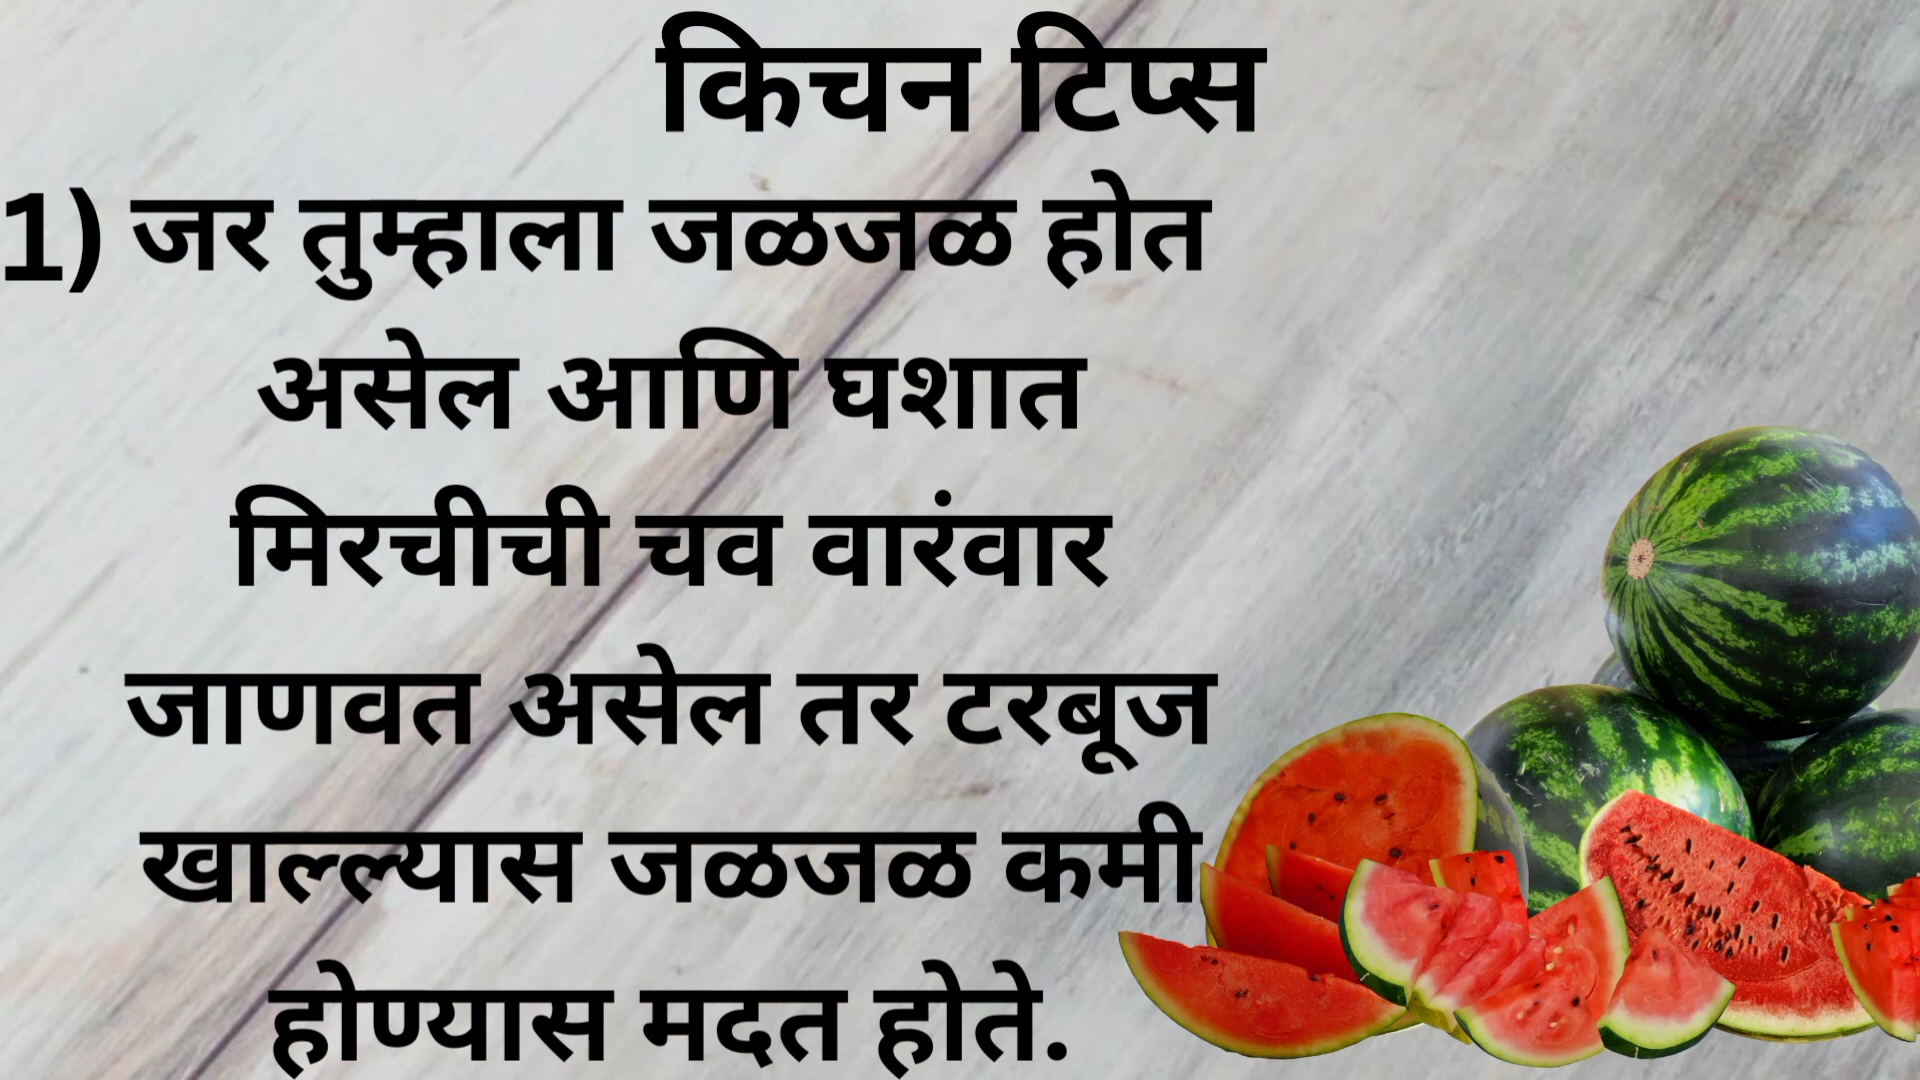 किचन टिप्स
1) जर तुम्हाला जळजळ होत
असेल आणि घशात
मिरचीची चव वारंवार
जाणवत असेल तर टरबूज
खाल्ल्यास जळजळ कमी
होण्यास मदत होते.